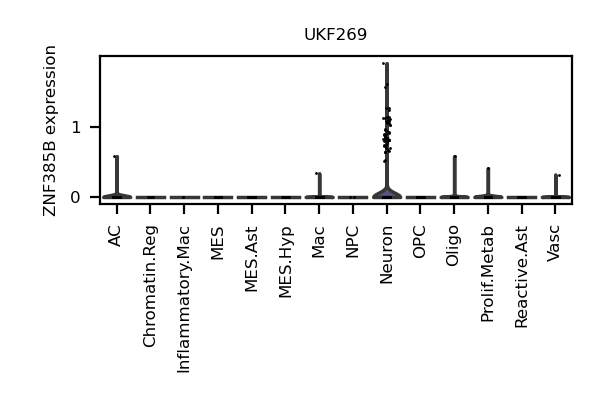 UKF269
ZNF385B expression
1
0
AC
Chromatin.Reg
Inflammatory.Mac
MES
MES.Ast
MES.Hyp
Mac
NPC
Neuron
OPC
Oligo
Prolif.Metab
Reactive.Ast
Vasc